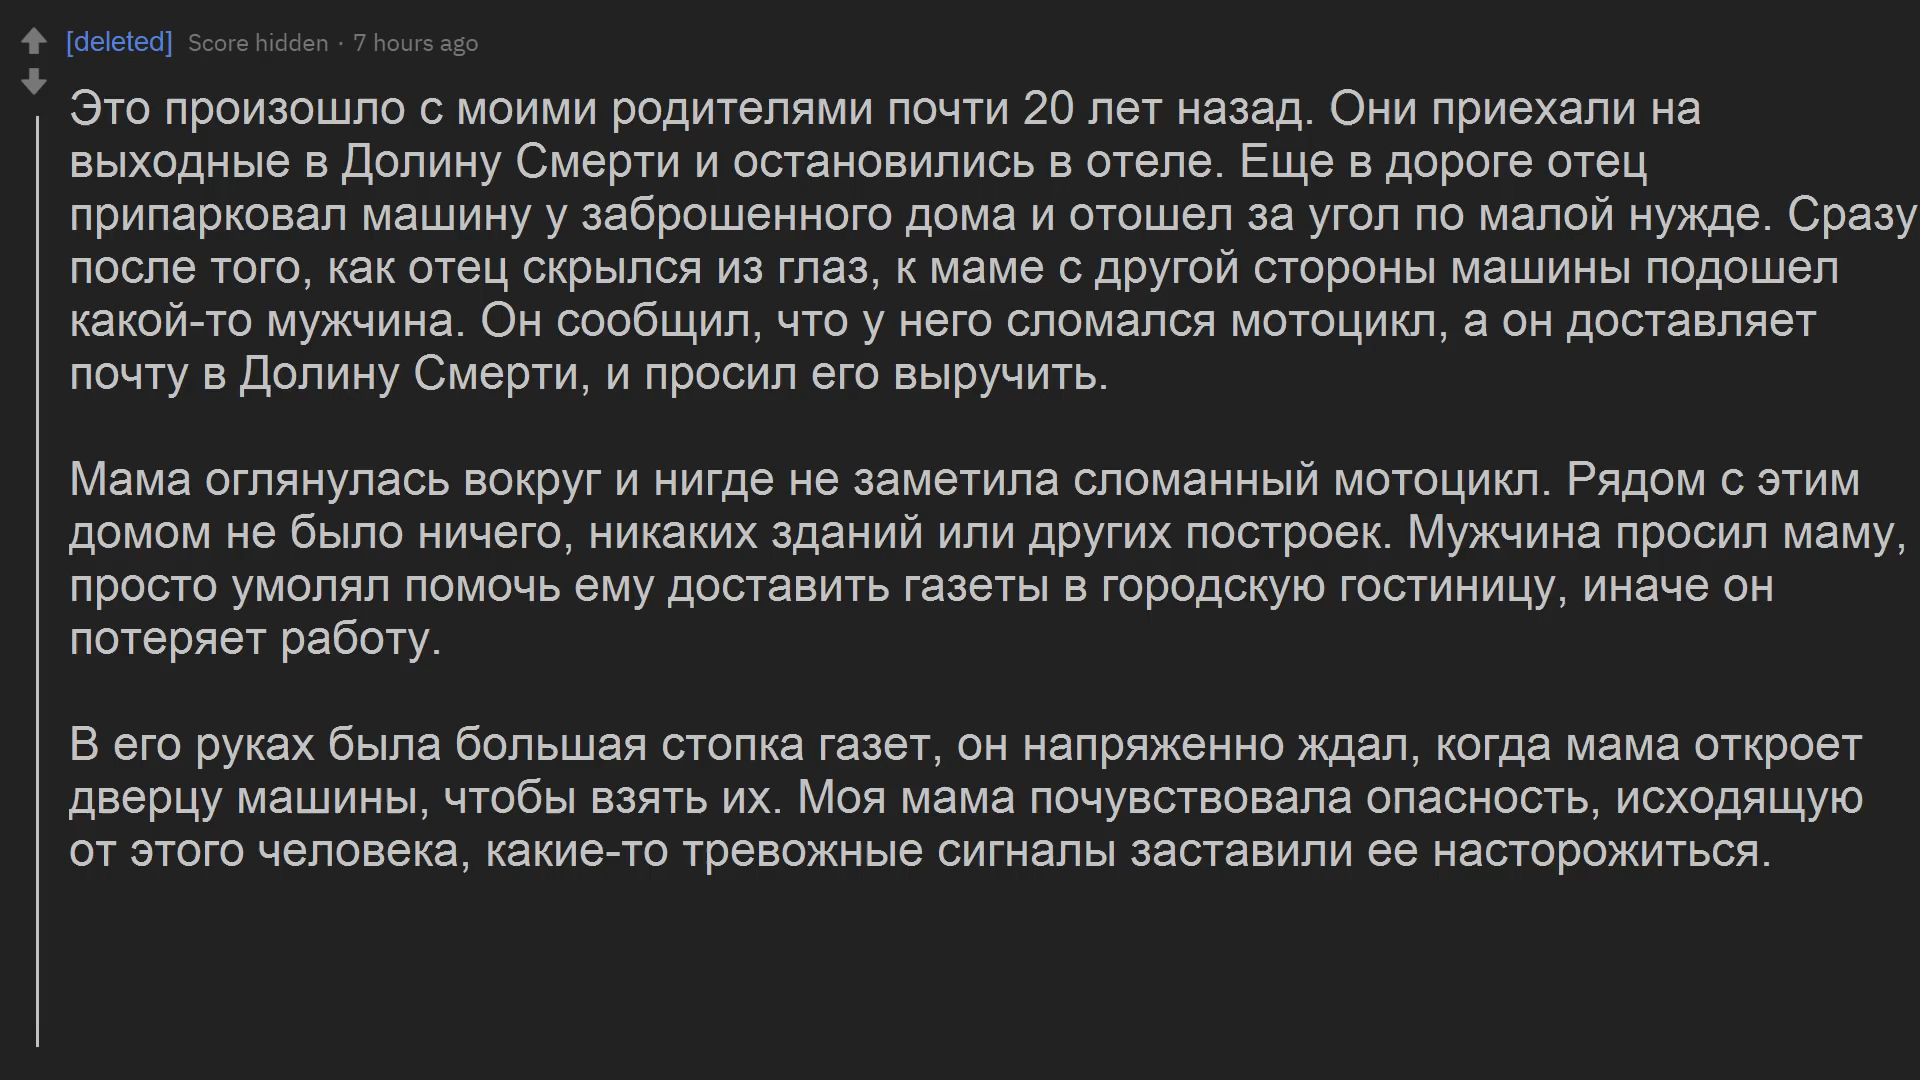 [deleted] Score hidden · 7 hours ago
Это произошло с моими родителями почти 20 лет назад. Они приехали на
выходные в Долину Смерти и остановились в отеле. Еще в дороге отец
припарковал машину у заброшенного дома и отошел за угол по малой нужде. Сразу
после того, как отец скрылся из глаз, к маме с другой стороны машины подошел
какой-то мужчина. Он сообщил, что у него сломался мотоцикл, а он доставляет
почту в Долину Смерти, и просил его выручить.
Мама оглянулась вокруг и нигде не заметила сломанный мотоцикл. Рядом с этим
домом не было ничего, никаких зданий или других построек. Мужчина просил маму,
просто умолял помочь ему доставить газеты в городскую гостиницу, иначе он
потеряет работу.
В его руках была большая стопка газет, он напряженно ждал, когда мама откроет
дверцу машины, чтобы взять их. Моя мама почувствовала опасность, исходящую
от этого человека, какие-то тревожные сигналы заставили ее насторожиться.